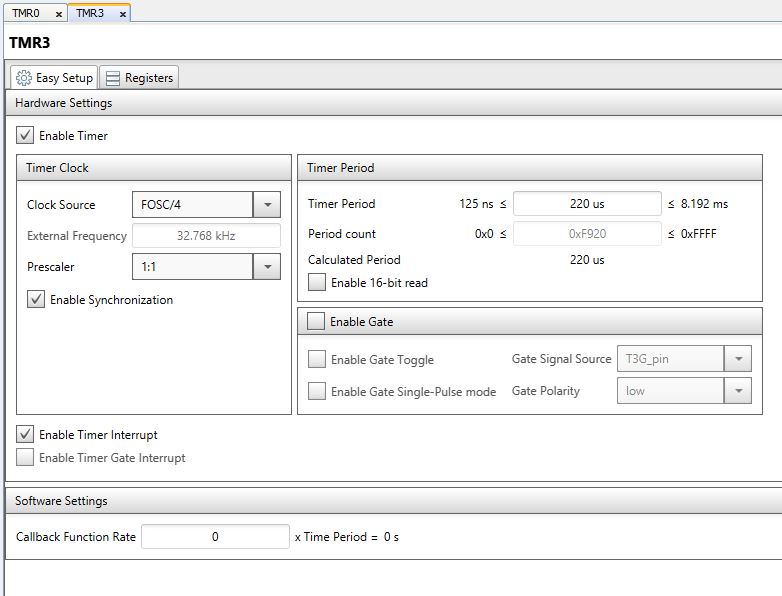 TMR0 x TMR3 x
TMR3
Easy Setup Registers
Hardware Settings
Enable Timer
Timer Clock
Clock Source FOSC/4
External Frequency 32.768 kHz
Prescaler 1:1
Enable Synchronization
Timer Period
Timer Period 125 ns ≤ 220 us ≤ 8.192 ms
Period count 0x0 ≤ 0xF920 ≤ 0xFFFF
Calculated Period 220 us
Enable 16-bit read
Enable Gate
Enable Gate Toggle Gate Signal Source T3G_pin
Enable Gate Single-Pulse mode Gate Polarity low
Enable Timer Interrupt
Enable Timer Gate Interrupt
Software Settings
Callback Function Rate 0 x Time Period = 0 s